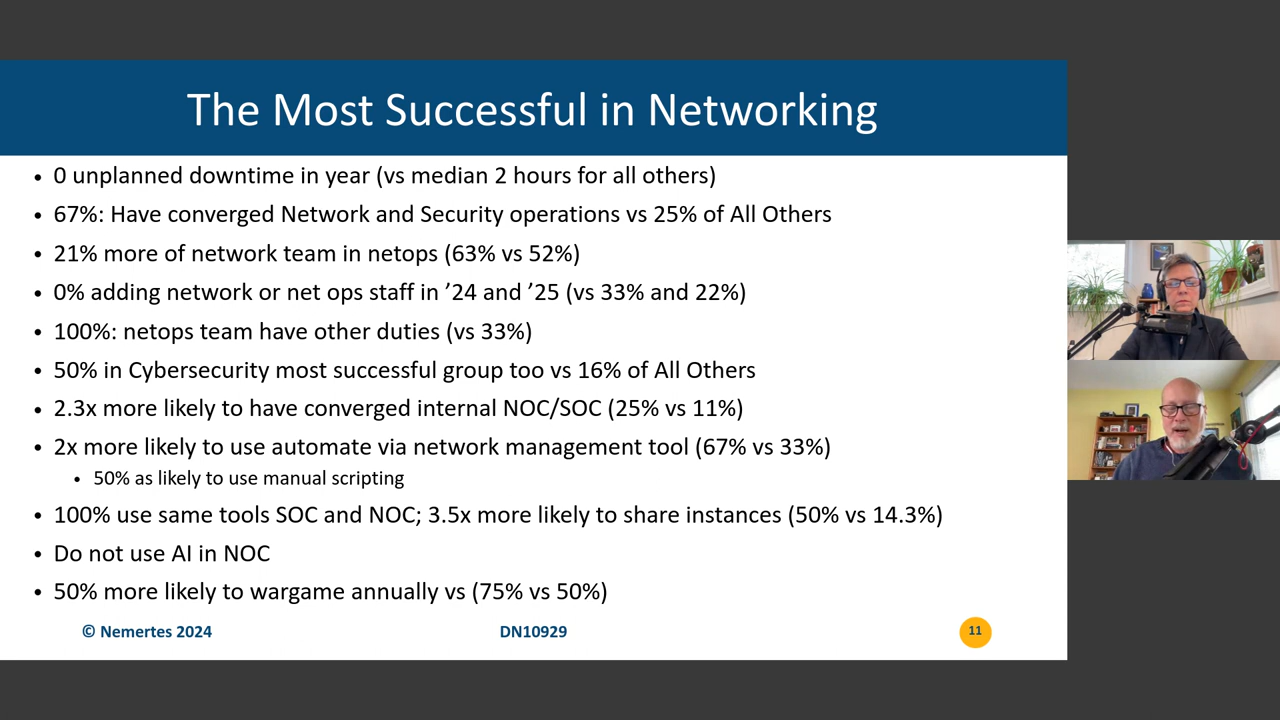 The Most Successful in Networking
• 0 unplanned downtime in year (vs median 2 hours for all others)
• 67%: Have converged Network and Security operations vs 25% of All Others
• 21% more of network team in netops (63% vs 52%)
• 0% adding network or net ops staff in ’24 and ’25 (vs 33% and 22%)
• 100%: netops team have other duties (vs 33%)
• 50% in Cybersecurity most successful group too vs 16% of All Others
• 2.3x more likely to have converged internal NOC/SOC (25% vs 11%)
• 2x more likely to use automate via network management tool (67% vs 33%)
• 50% as likely to use manual scripting
• 100% use same tools SOC and NOC; 3.5x more likely to share instances (50% vs 14.3%)
• Do not use AI in NOC
• 50% more likely to wargame annually vs (75% vs 50%)
© Nemertes 2024
DN10929
11